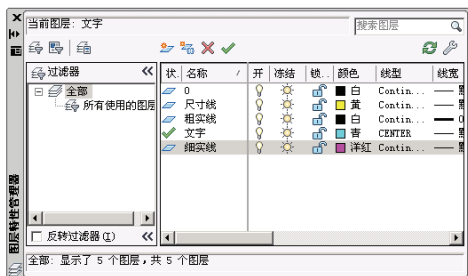 当前图层: 文字
搜索图层
过滤器
状. 名称 开 冻结 锁.. 颜色 线型 线宽
全部
所有使用的图层
0 白 Contin...
尺寸线 黄 Contin...
粗实线 白 Contin... 0
文字 青 CENTER
细实线 洋红 Contin...
反转过滤器(I)
图层特性管理器
全部: 显示了 5 个图层，共 5 个图层